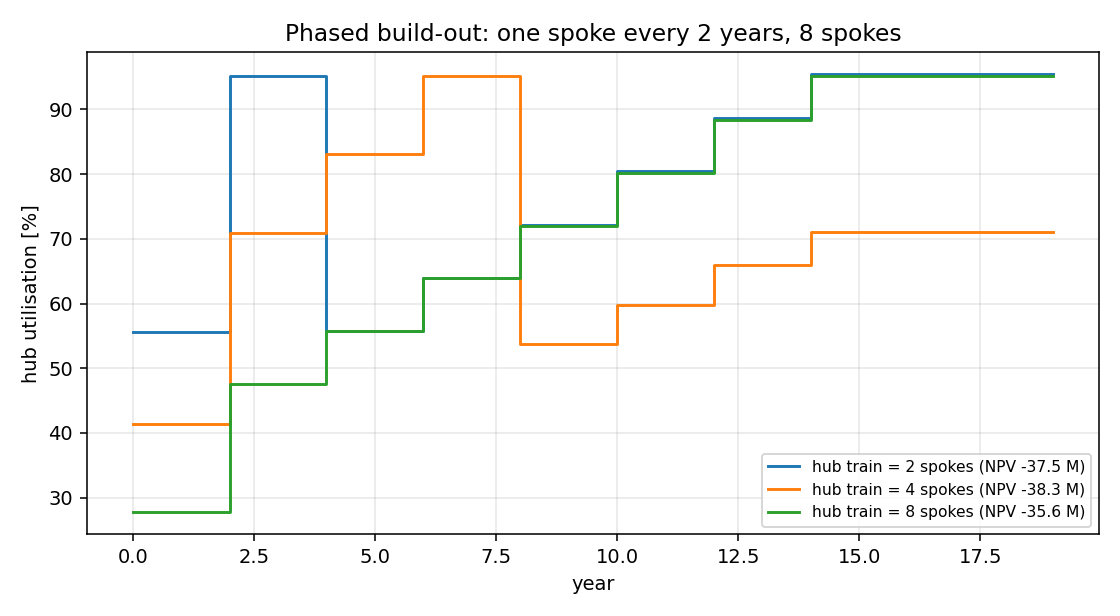 Phased build-out: one spoke every 2 years, 8 spokes
hub utilisation [%]
90
80
70
60
50
40
30
0.0 2.5 5.0 7.5 10.0 12.5 15.0 17.5
year
hub train = 2 spokes (NPV -37.5 M)
hub train = 4 spokes (NPV -38.3 M)
hub train = 8 spokes (NPV -35.6 M)